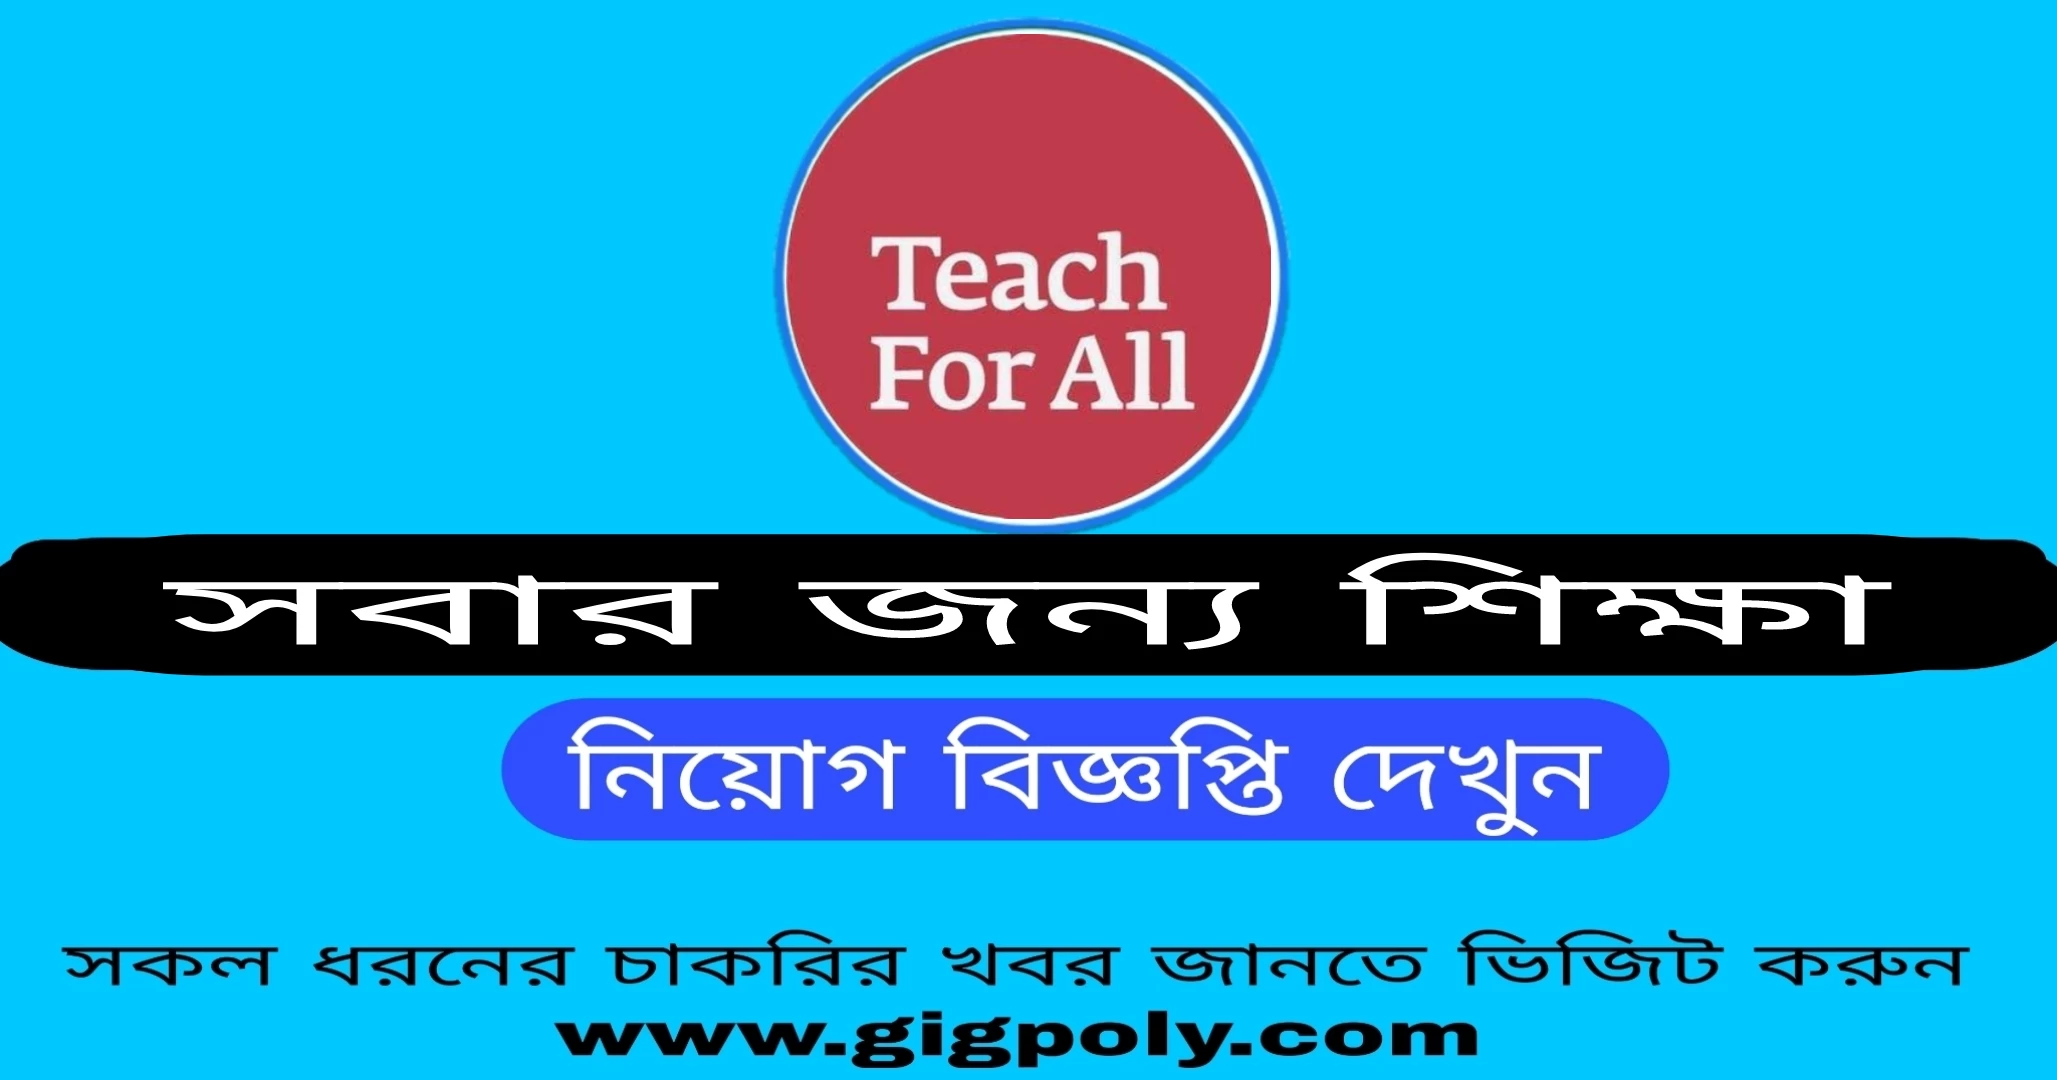 Teach
For All
সবার জন্য শিক্ষা
নিয়োগ বিজ্ঞপ্তি দেখুন
সকল ধরনের চাকরির খবর জানতে ভিজিট করুন
www.gigpoly.com